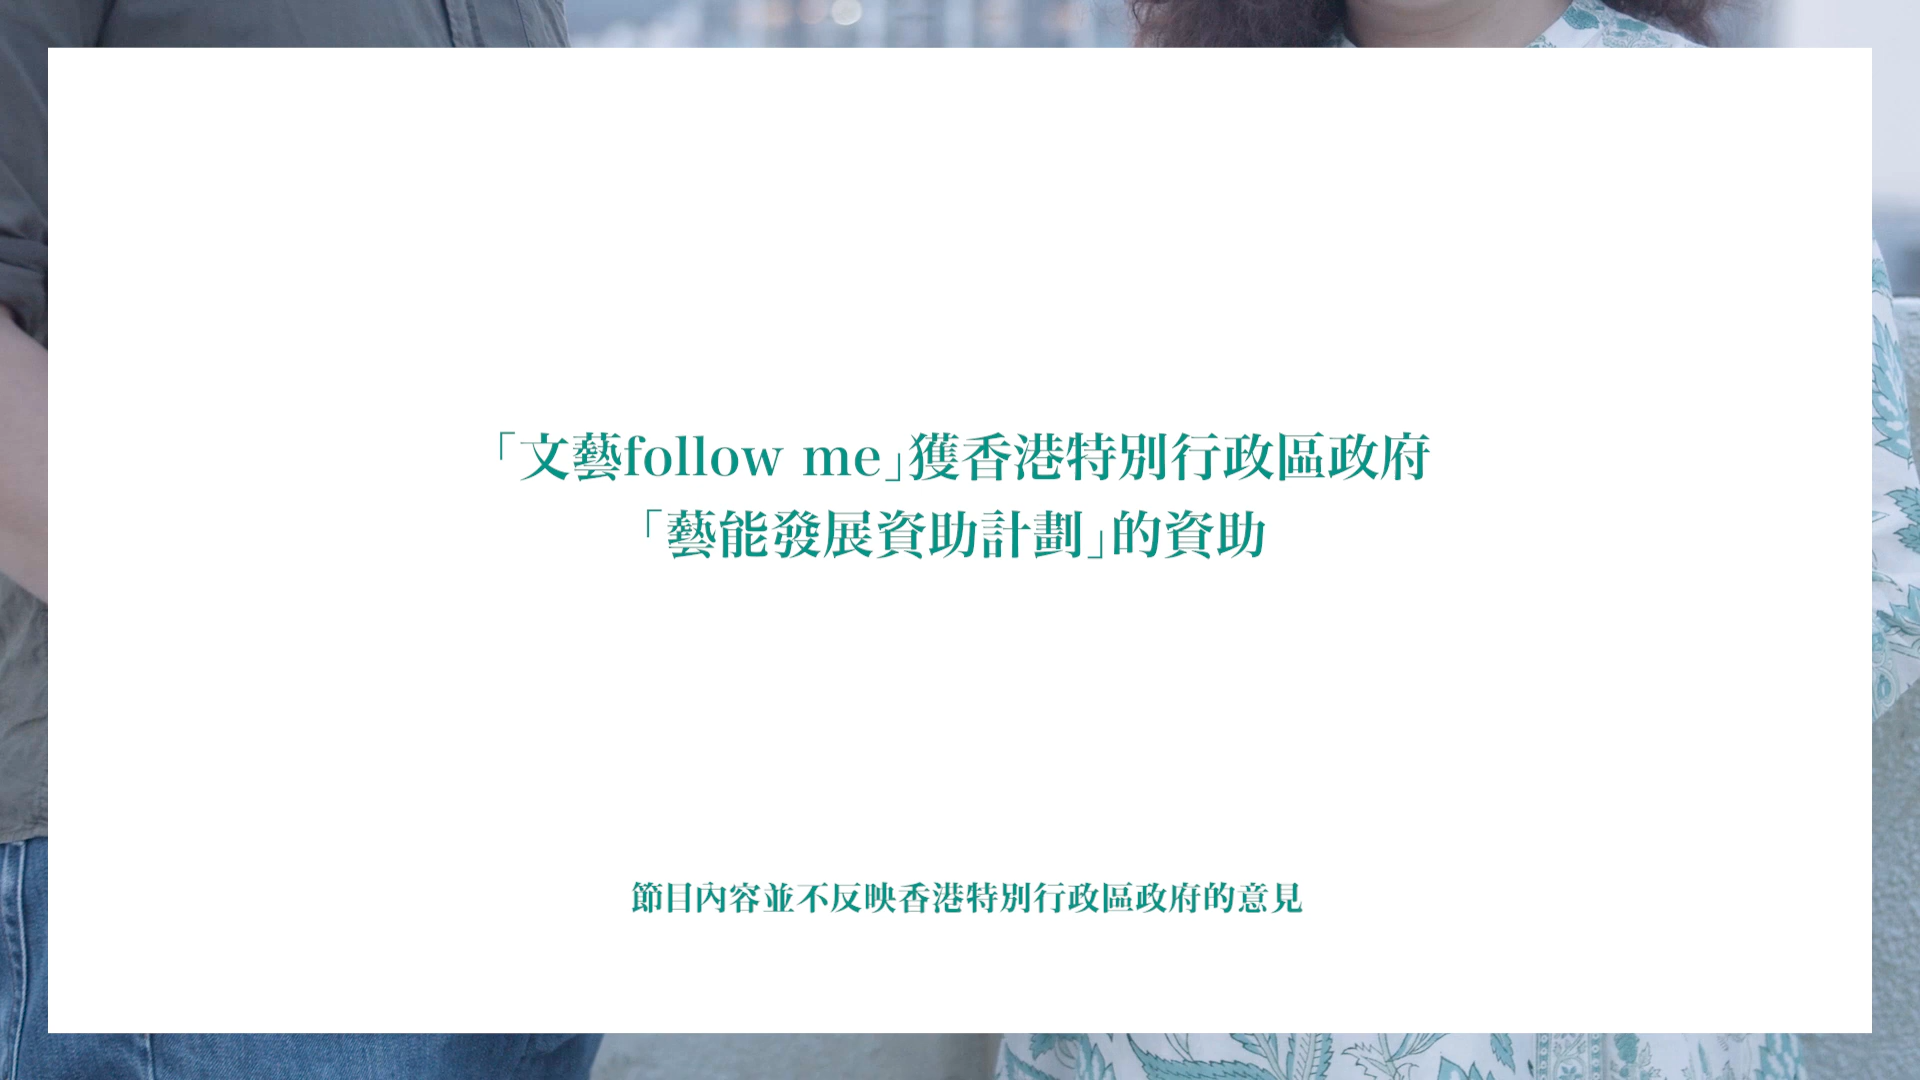 「文藝follow me」獲香港特別行政區政府
「藝能發展資助計劃」的資助
節目內容並不反映香港特別行政區政府的意見